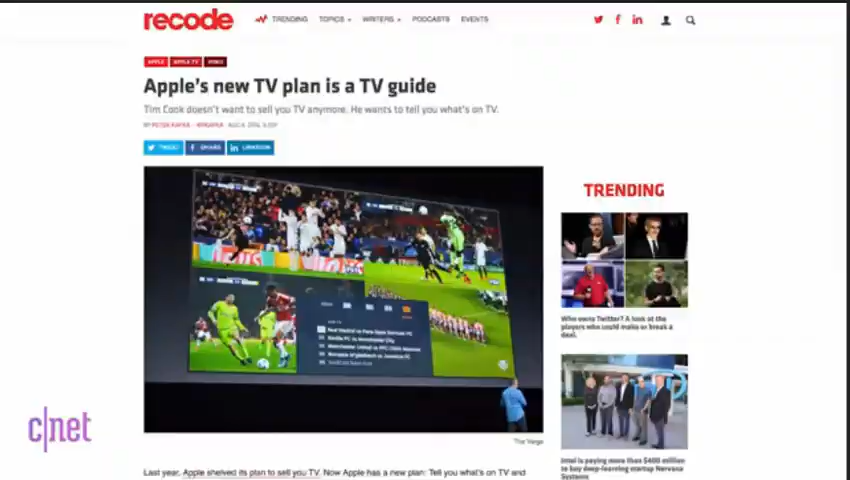 recode
TRENDING TOPICS WRITERS PODCASTS EVENTS
APPLE APPLE TV VIDEO
Apple's new TV plan is a TV guide
Tim Cook doesn't want to sell you TV anymore. He wants to tell you what's on TV.
BY PETER KAFKA
TWEET SHARE LINKEDIN
TRENDING
Who owns Twitter? A look at the
players who could make or break a
deal.
c|net
The Verge
Intel is paying more than $400 million
to buy deep-learning startup Nervana
Systems
Last year, Apple shelved its plan to sell you TV. Now Apple has a new plan: Tell you what's on TV and